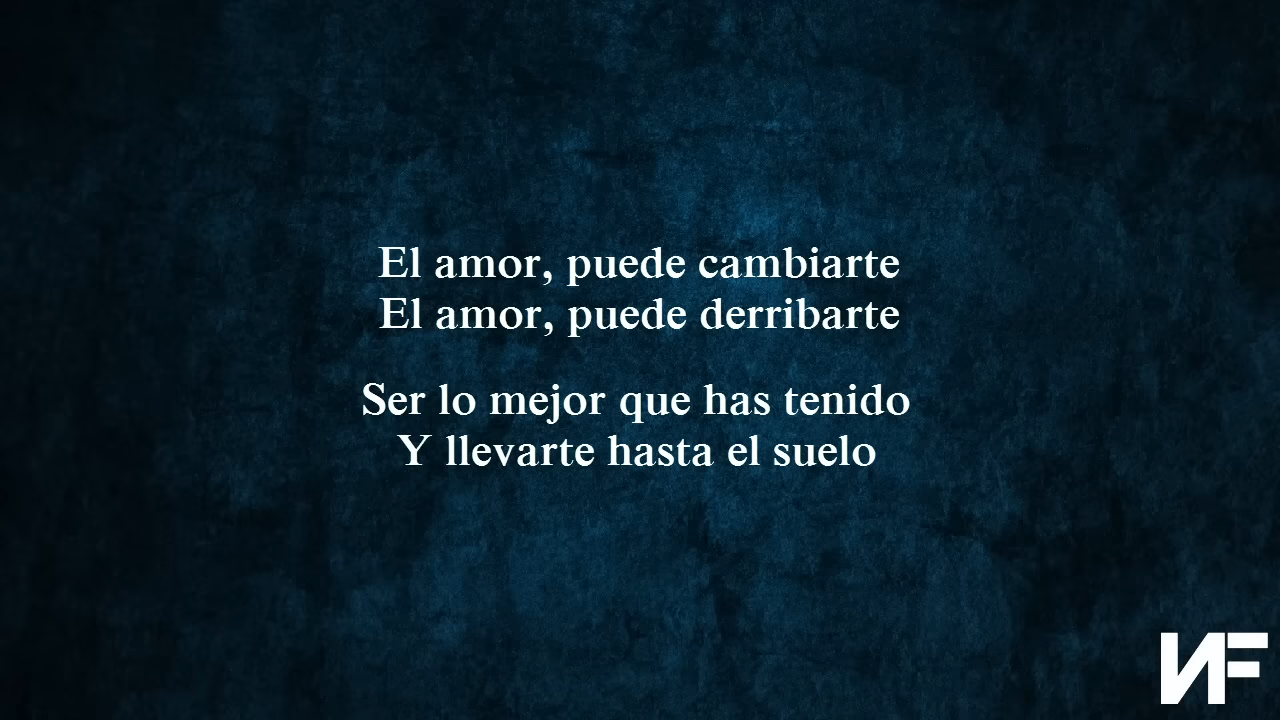 El amor, puede cambiarte
El amor, puede derribarte
Ser lo mejor que has tenido
Y llevarte hasta el suelo
NF